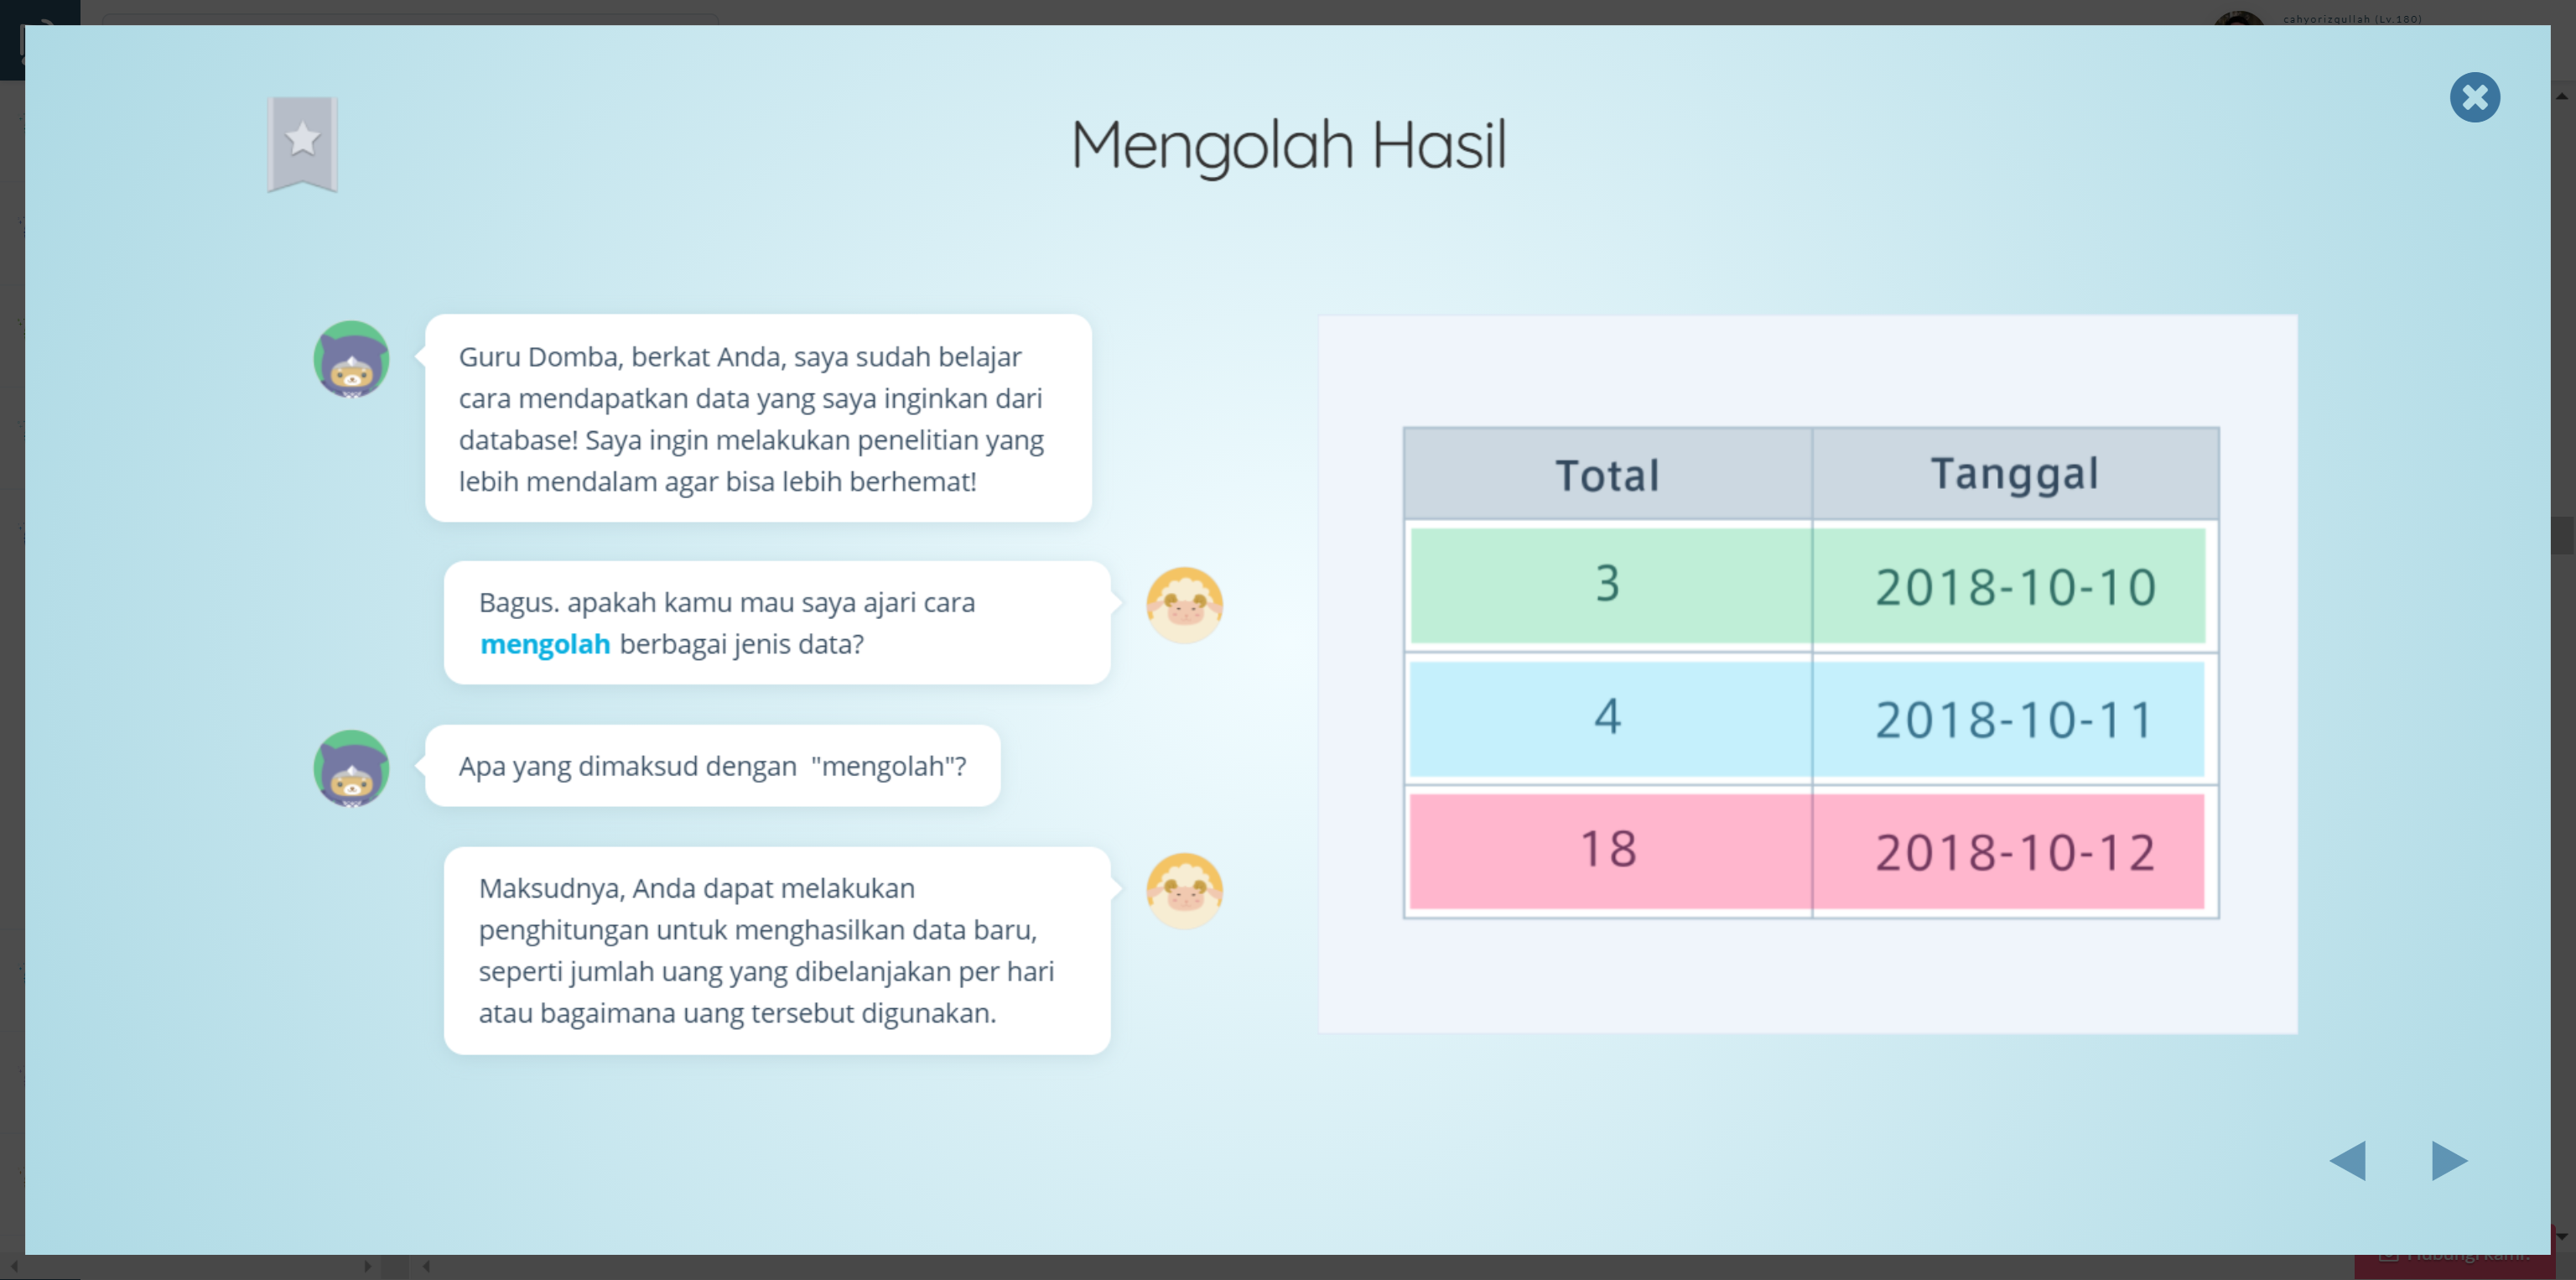 cahyorizqullah (Lv.180)
Mengolah Hasil
Guru Domba, berkat Anda, saya sudah belajar
cara mendapatkan data yang saya inginkan dari
database! Saya ingin melakukan penelitian yang
lebih mendalam agar bisa lebih berhemat!
Bagus. apakah kamu mau saya ajari cara
mengolah berbagai jenis data?
Apa yang dimaksud dengan "mengolah"?
Maksudnya, Anda dapat melakukan
penghitungan untuk menghasilkan data baru,
seperti jumlah uang yang dibelanjakan per hari
atau bagaimana uang tersebut digunakan.
Total Tanggal
3 2018-10-10
4 2018-10-11
18 2018-10-12